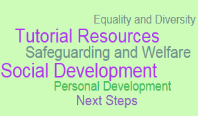 Equality and Diversity
Tutorial Resources
Safeguarding and Welfare
Social Development
Personal Development
Next Steps